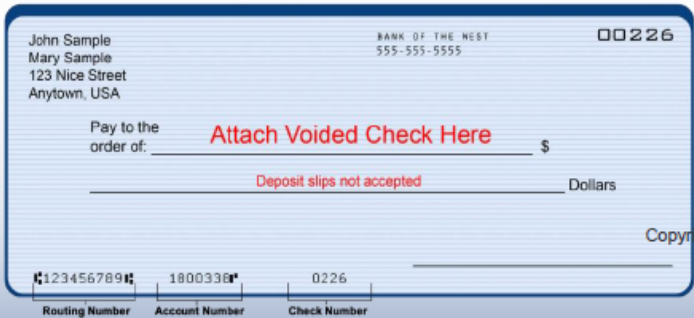 John Sample
Mary Sample
123 Nice Street
Anytown, USA
BANK OF THE WEST
555-555-5555
00226
Pay to the
order of:
Attach Voided Check Here
$
Deposit slips not accepted
Dollars
Copyr
⑆123456789⑆ 1800338⑈ 0226
Routing Number Account Number Check Number